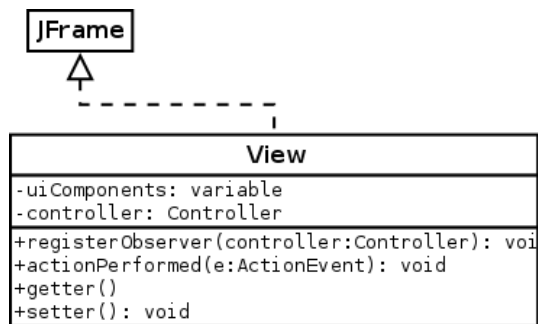 JFrame
View
-uiComponents: variable
-controller: Controller
+registerObserver(controller:Controller): voi
+actionPerformed(e:ActionEvent): void
+getter()
+setter(): void